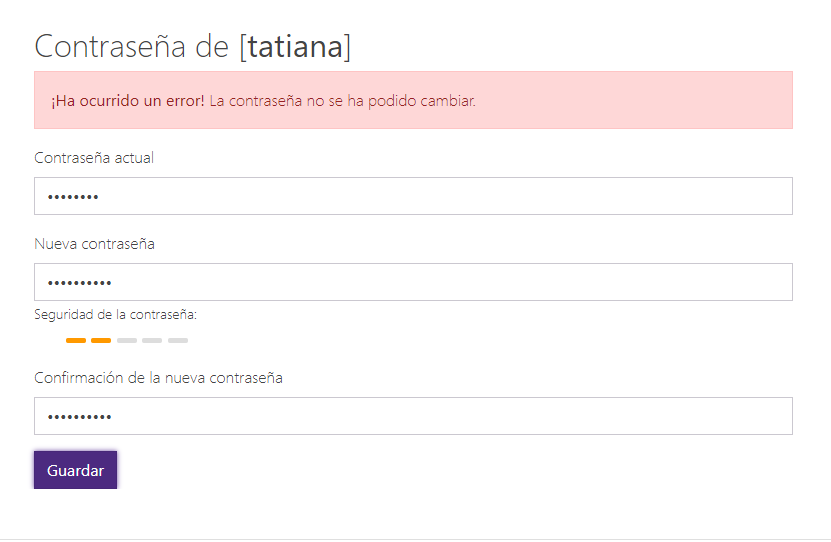 Contraseña de [tatiana]
¡Ha ocurrido un error! La contraseña no se ha podido cambiar.
Contraseña actual
••••••••
Nueva contraseña
••••••••••
Seguridad de la contraseña:
Confirmación de la nueva contraseña
••••••••••
Guardar